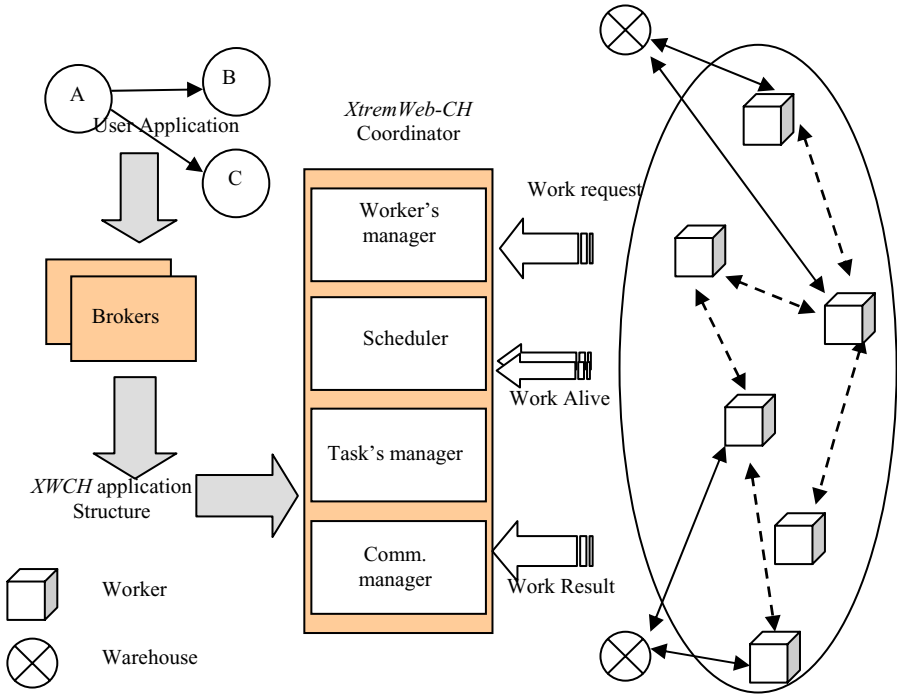 A
B
User Application
C
Brokers
XWCH application
Structure
Worker
Warehouse
XtremWeb-CH
Coordinator
Worker’s
manager
Scheduler
Task’s manager
Comm.
manager
Work request
Work Alive
Work Result